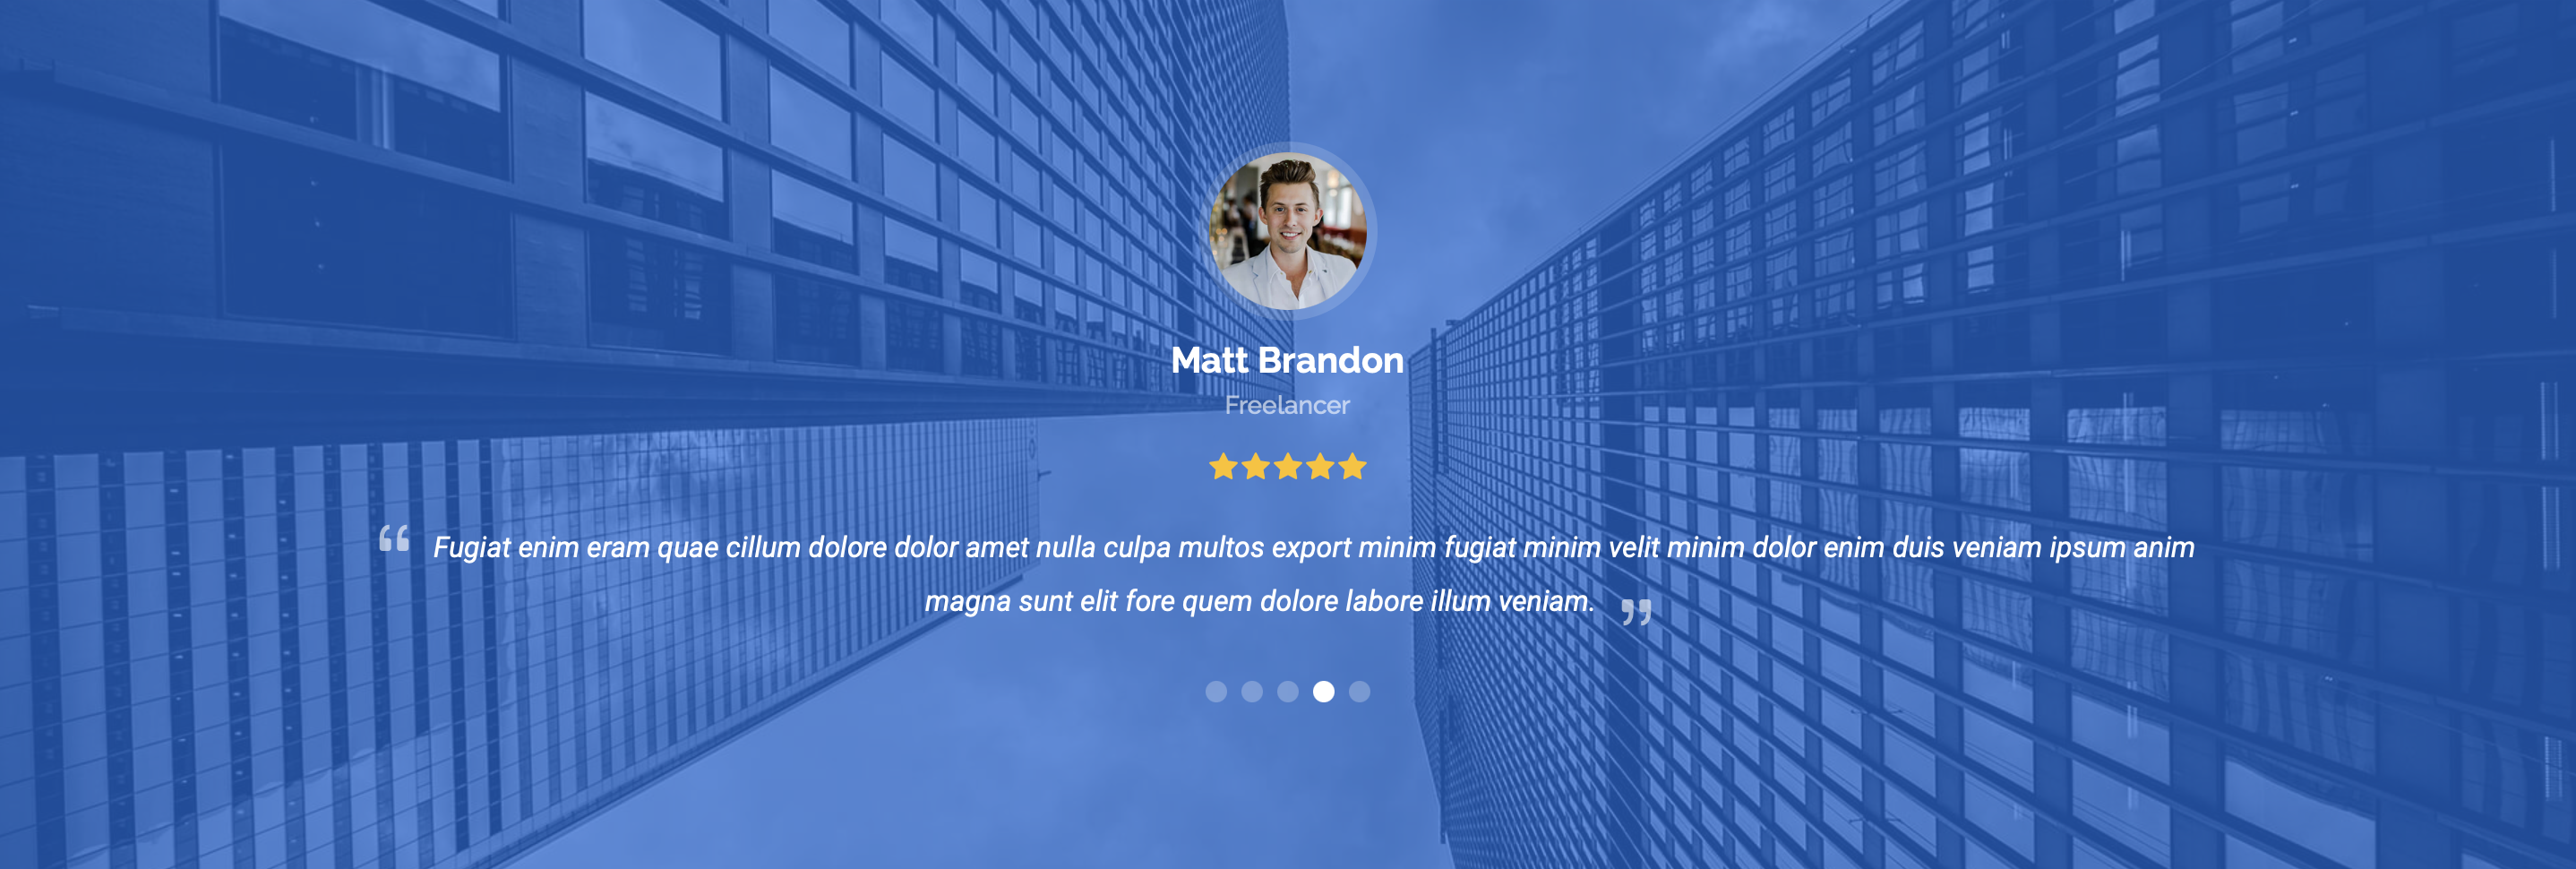 Matt Brandon
Freelancer
“ Fugiat enim eram quae cillum dolore dolor amet nulla culpa multos export minim fugiat minim velit minim dolor enim duis veniam ipsum anim
magna sunt elit fore quem dolore labore illum veniam. ”